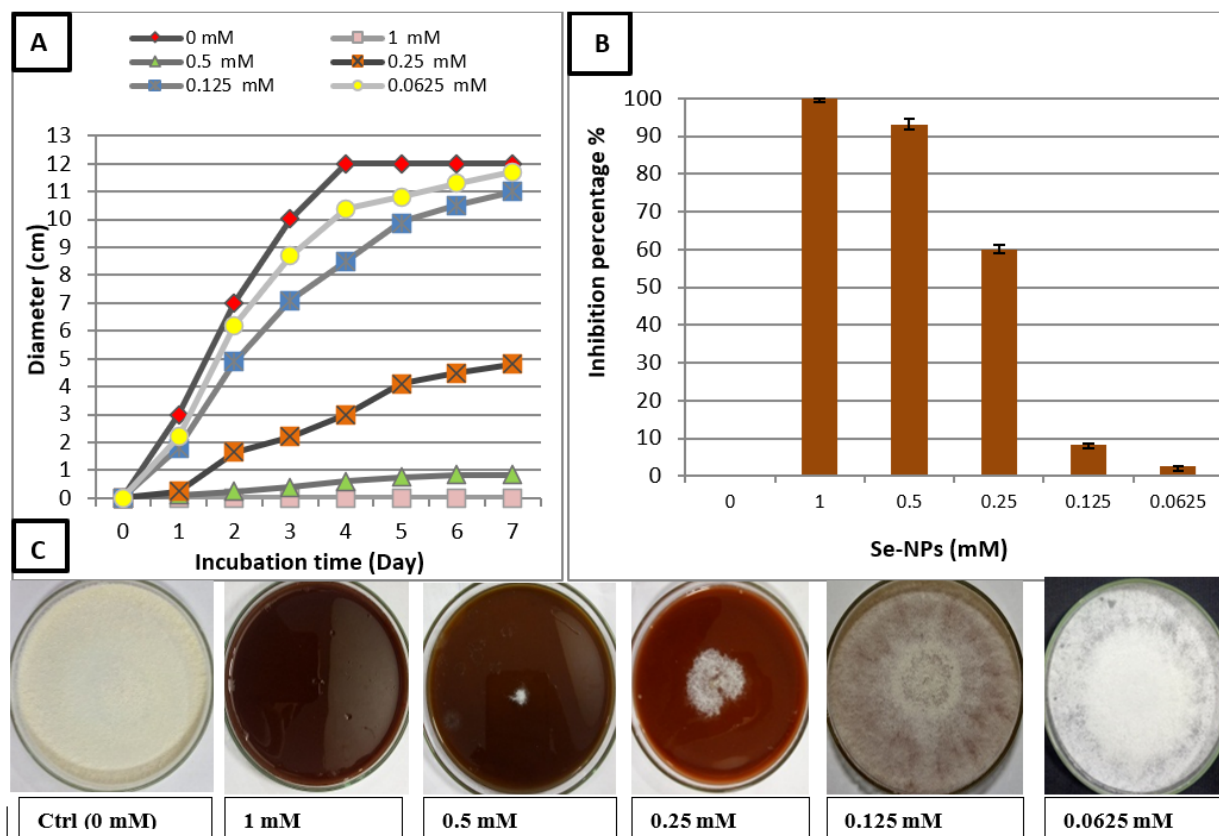 A
0 mM
1 mM
0.5 mM
0.25 mM
0.125 mM
0.0625 mM
13
12
11
10
9
8
7
6
5
4
3
2
1
0
Diameter (cm)
0 1 2 3 4 5 6 7
Incubation time (Day)
B
100
90
80
70
60
50
40
30
20
10
0
Inhibition percentage %
0 1 0.5 0.25 0.125 0.0625
Se-NPs (mM)
C
Ctrl (0 mM)
1 mM
0.5 mM
0.25 mM
0.125 mM
0.0625 mM